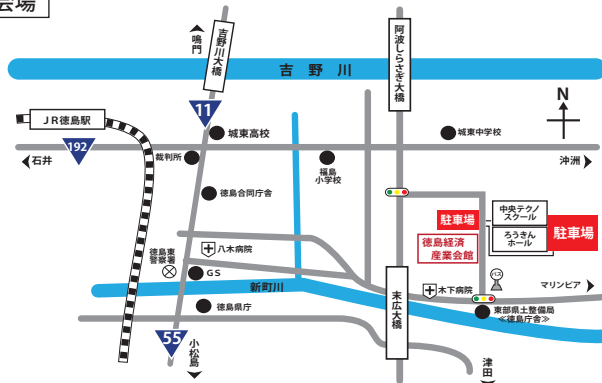 会場
鳴門
吉野川大橋
阿波しらさぎ大橋
吉野川
N
JR徳島駅
11
192
城東高校
城東中学校
石井
裁判所
福島
小学校
沖洲
徳島合同庁舎
駐車場
中央テクノ
スクール
ろうきん
ホール
駐車場
徳島経済
産業会館
徳島東
警察署
八木病院
GS
バス
マリンピア
新町川
木下病院
末広大橋
徳島県庁
東部県土整備局
≪徳島庁舎≫
55
小松島
津田